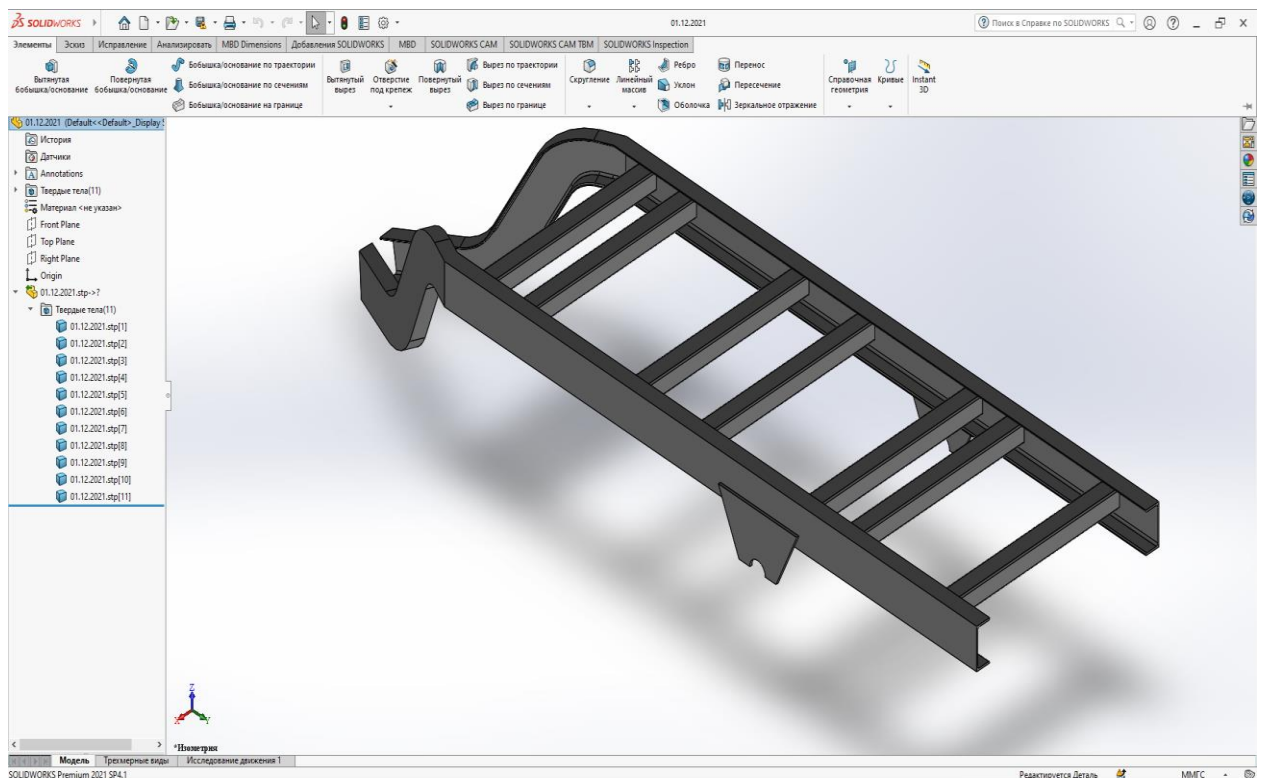 SOLIDWORKS
01.12.2021
Поиск в Справке по SOLIDWORKS
Элементы Эскиз Исправление Анализировать MBD Dimensions Добавления SOLIDWORKS MBD SOLIDWORKS CAM SOLIDWORKS CAM TBM SOLIDWORKS Inspection
Вытянутая бобышка/основание
Повернутая бобышка/основание
Бобышка/основание по траектории
Бобышка/основание по сечениям
Бобышка/основание на границе
Вытянутый вырез
Отверстие под крепеж
Повернутый вырез
Вырез по траектории
Вырез по сечениям
Вырез по границе
Скругление
Линейный массив
Ребро
Уклон
Оболочка
Перенос
Пересечение
Зеркальное отражение
Справочная геометрия
Кривые
Instant 3D
01.12.2021 (Default<<Default>_Display S
История
Датчики
Annotations
Твердые тела(11)
Материал <не указан>
Front Plane
Top Plane
Right Plane
Origin
01.12.2021.stp->?
Твердые тела(11)
01.12.2021.stp[1]
01.12.2021.stp[2]
01.12.2021.stp[3]
01.12.2021.stp[4]
01.12.2021.stp[5]
01.12.2021.stp[6]
01.12.2021.stp[7]
01.12.2021.stp[8]
01.12.2021.stp[9]
01.12.2021.stp[10]
01.12.2021.stp[11]
Z
X
Y
*Изометрия
Модель Трехмерные виды Исследование движения 1
SOLIDWORKS Premium 2021 SP4.1
Редактируется Деталь
ММГС